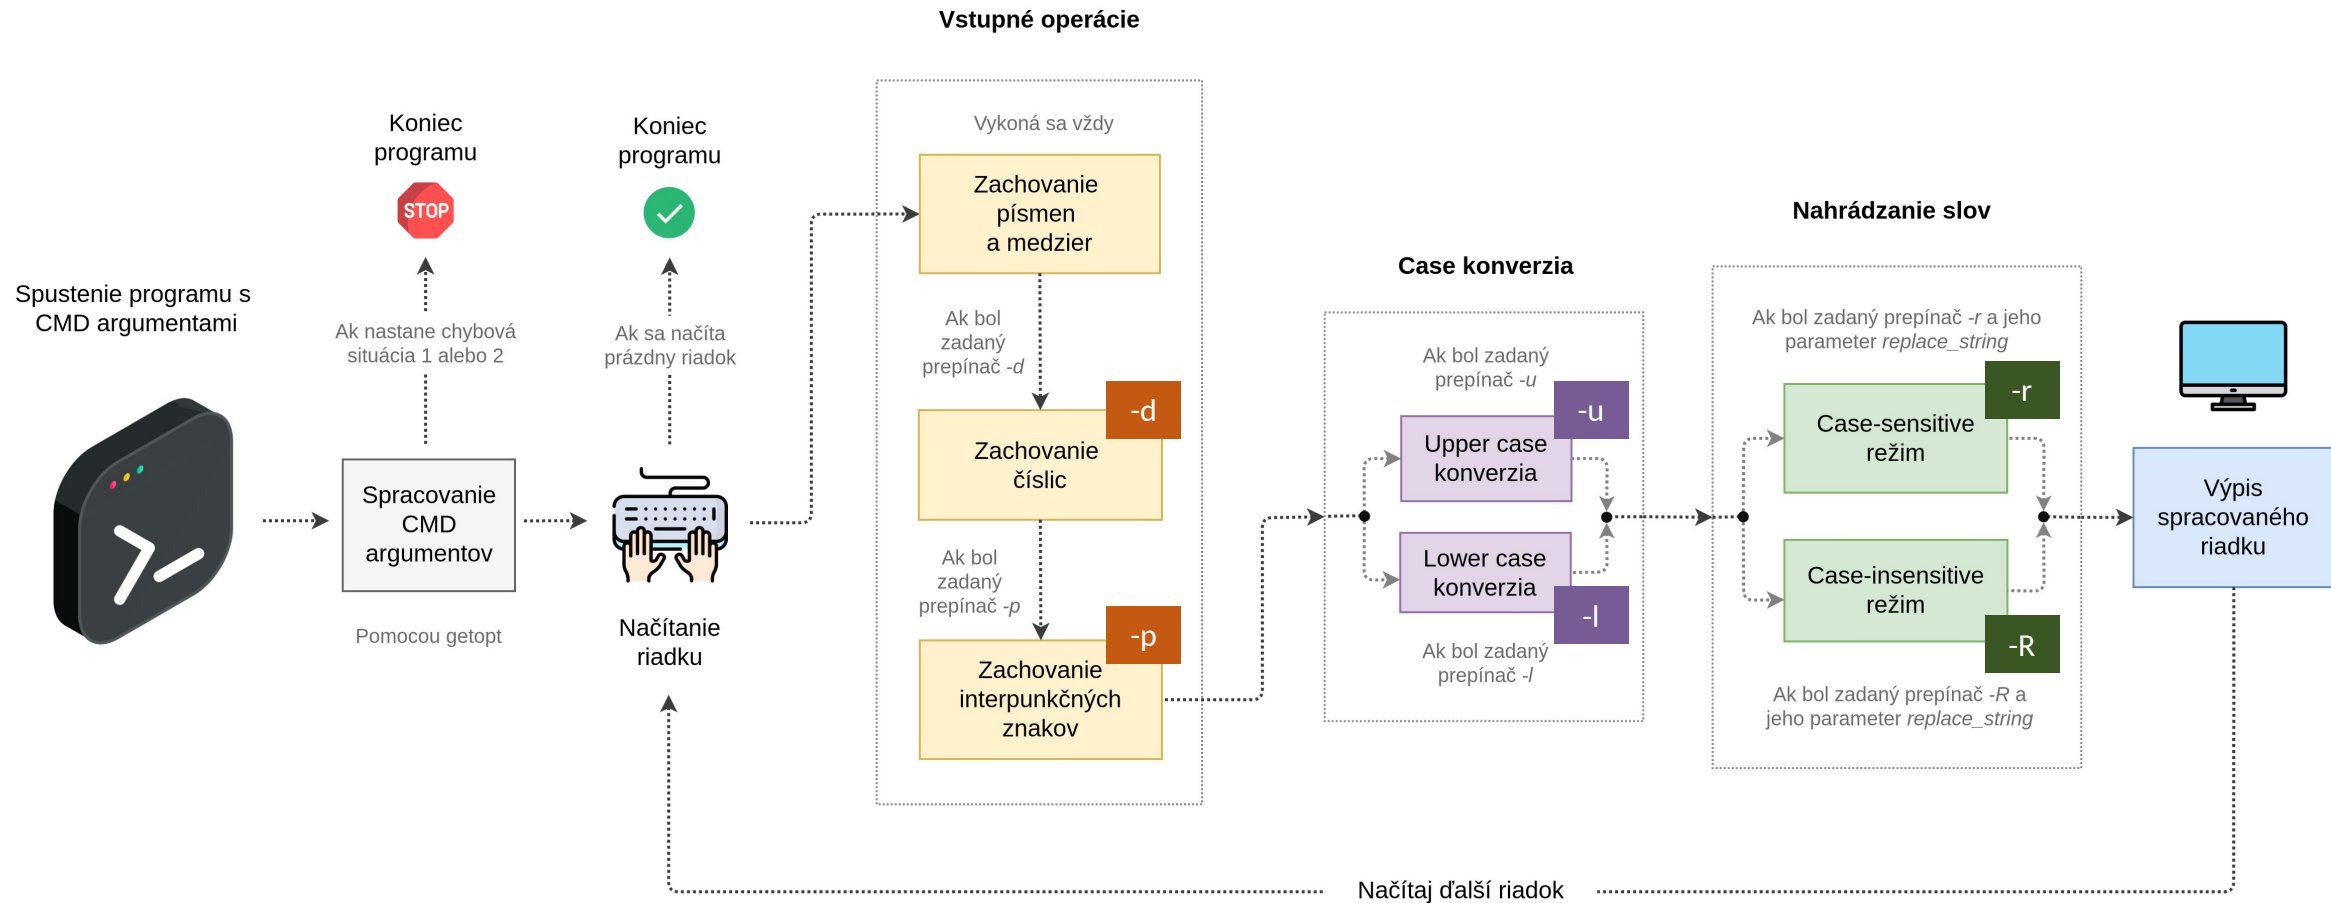 Spustenie programu s
CMD argumentami
Koniec
programu
STOP
Ak nastane chybová
situácia 1 alebo 2
Spracovanie
CMD
argumentov
Pomocou getopt
Koniec
programu
Ak sa načíta
prázdny riadok
Načítanie
riadku
Vstupné operácie
Vykoná sa vždy
Zachovanie
písmen
a medzier
Ak bol
zadaný
prepínač -d
-d
Zachovanie
číslic
Ak bol
zadaný
prepínač -p
-p
Zachovanie
interpunkčných
znakov
Case konverzia
Ak bol zadaný
prepínač -u
-u
Upper case
konverzia
Lower case
konverzia
-l
Ak bol zadaný
prepínač -l
Nahrádzanie slov
Ak bol zadaný prepínač -r a jeho
parameter replace_string
-r
Case-sensitive
režim
Case-insensitive
režim
-R
Ak bol zadaný prepínač -R a
jeho parameter replace_string
Výpis
spracovaného
riadku
Načítaj ďalší riadok